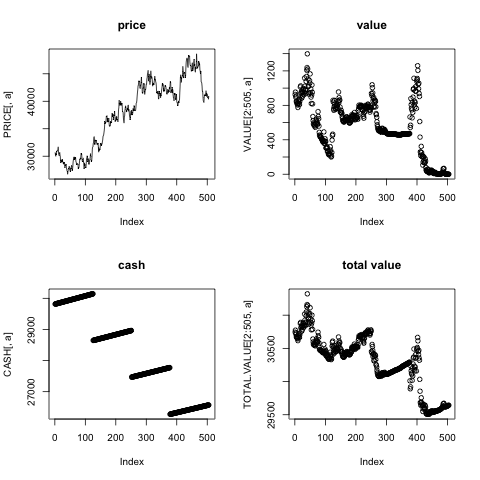 price
PRICE[, a]
30000 40000
0 100 200 300 400 500
Index
value
VALUE[2:505, a]
0 400 800 1200
0 100 200 300 400 500
Index
cash
CASH[, a]
27000 29000
0 100 200 300 400 500
Index
total value
TOTAL.VALUE[2:505, a]
29500 30500
0 100 200 300 400 500
Index